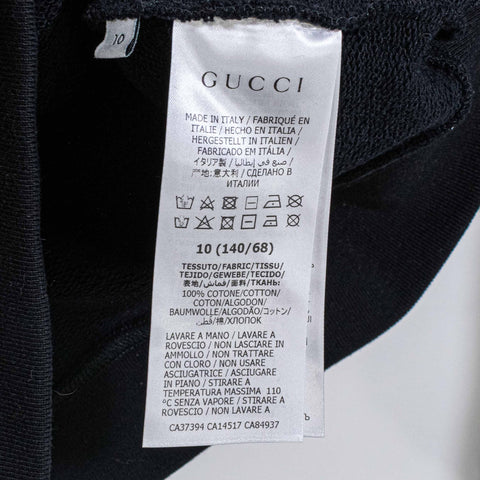 10
GUCCI
MADE IN ITALY / FABRIQUÉ EN
ITALIE / HECHO EN ITALIA /
HERGESTELLT IN ITALIEN /
FABRICADO EM ITÁLIA /
イタリア製 / صنع في إيطاليا /
产地:意大利 / СДЕЛАНО В
ИТАЛИИ
10 (140/68)
TESSUTO/FABRIC/TISSU/
TEJIDO/GEWEBE/TECIDO/
表地/قماش/面料/ТКАНЬ:
100% COTONE/COTTON/
COTON/ALGODON/
BAUMWOLLE/ALGODÃO/コットン/
قطن/棉/ХЛОПОК
LAVARE A MANO / LAVARE A
ROVESCIO / NON LASCIARE IN
AMMOLLO / NON TRATTARE
CON CLORO / NON USARE
ASCIUGATRICE / ASCIUGARE
IN PIANO / STIRARE A
TEMPERATURA MASSIMA 110
°C SENZA VAPORE / STIRARE A
ROVESCIO / NON LAVARE A
CA37394 CA14517 CA84937